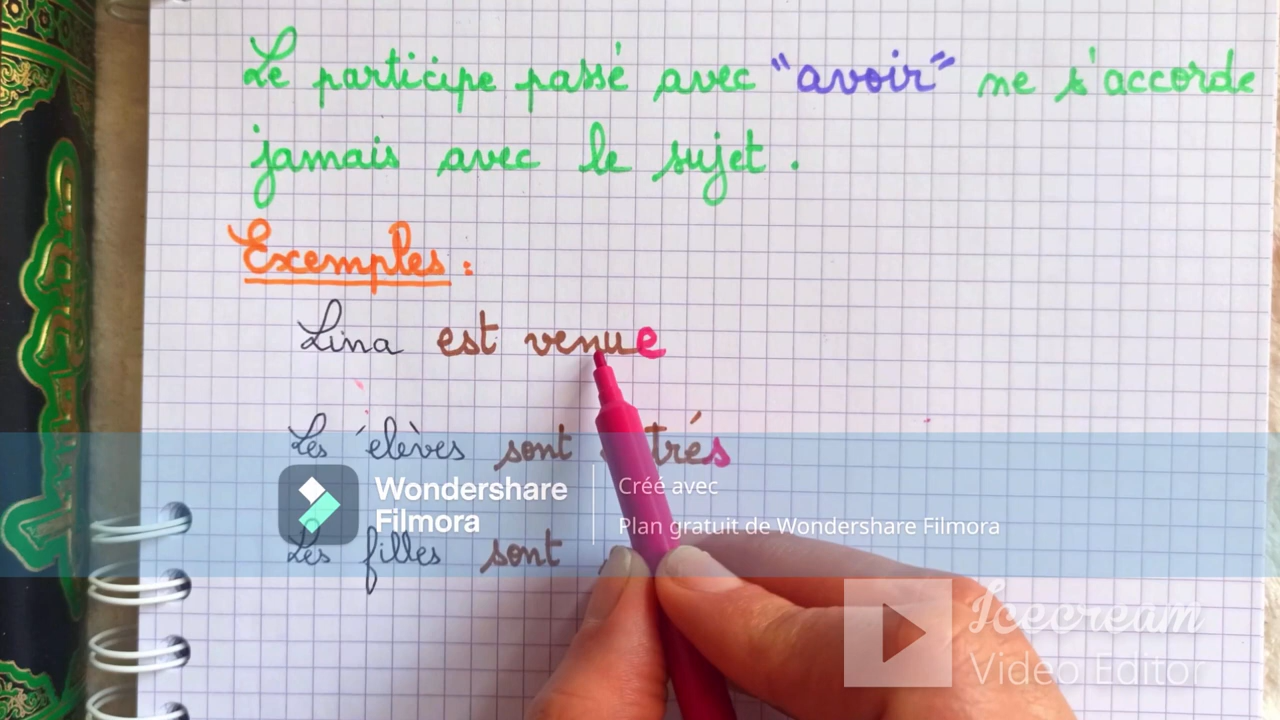 Le participe passé avec "avoir" ne s'accorde
jamais avec le sujet.
Exemples :
Lina est venue
Les élèves sont trés
Wondershare
Filmora
Créé avec
Plan gratuit de Wondershare Filmora
Les filles sont
Icecream
Video Editor